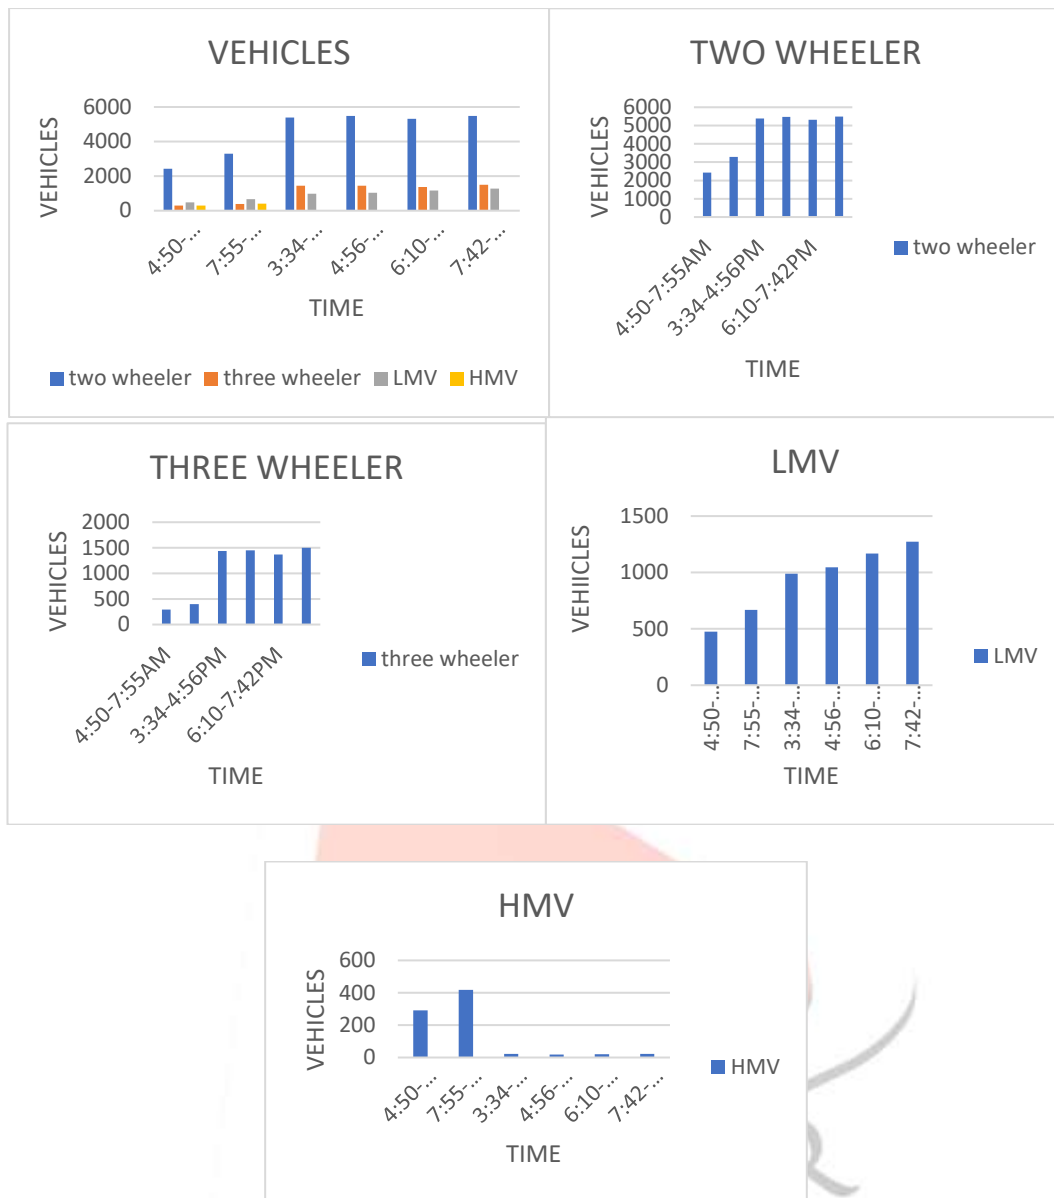 VEHICLES
VEHICLES
6000
4000
2000
0
4:50-...
7:55-...
3:34-...
4:56-...
6:10-...
7:42-...
TIME
two wheeler three wheeler LMV HMV
TWO WHEELER
VEHICLES
6000
5000
4000
3000
2000
1000
0
4:50-7:55AM
3:34-4:56PM
6:10-7:42PM
TIME
two wheeler
THREE WHEELER
VEHICLES
2000
1500
1000
500
0
4:50-7:55AM
3:34-4:56PM
6:10-7:42PM
TIME
three wheeler
LMV
VEHIICLES
1500
1000
500
0
4:50-...
7:55-...
3:34-...
4:56-...
6:10-...
7:42-...
TIME
LMV
HMV
VEHICLES
600
400
200
0
4:50-...
7:55-...
3:34-...
4:56-...
6:10-...
7:42-...
TIME
HMV